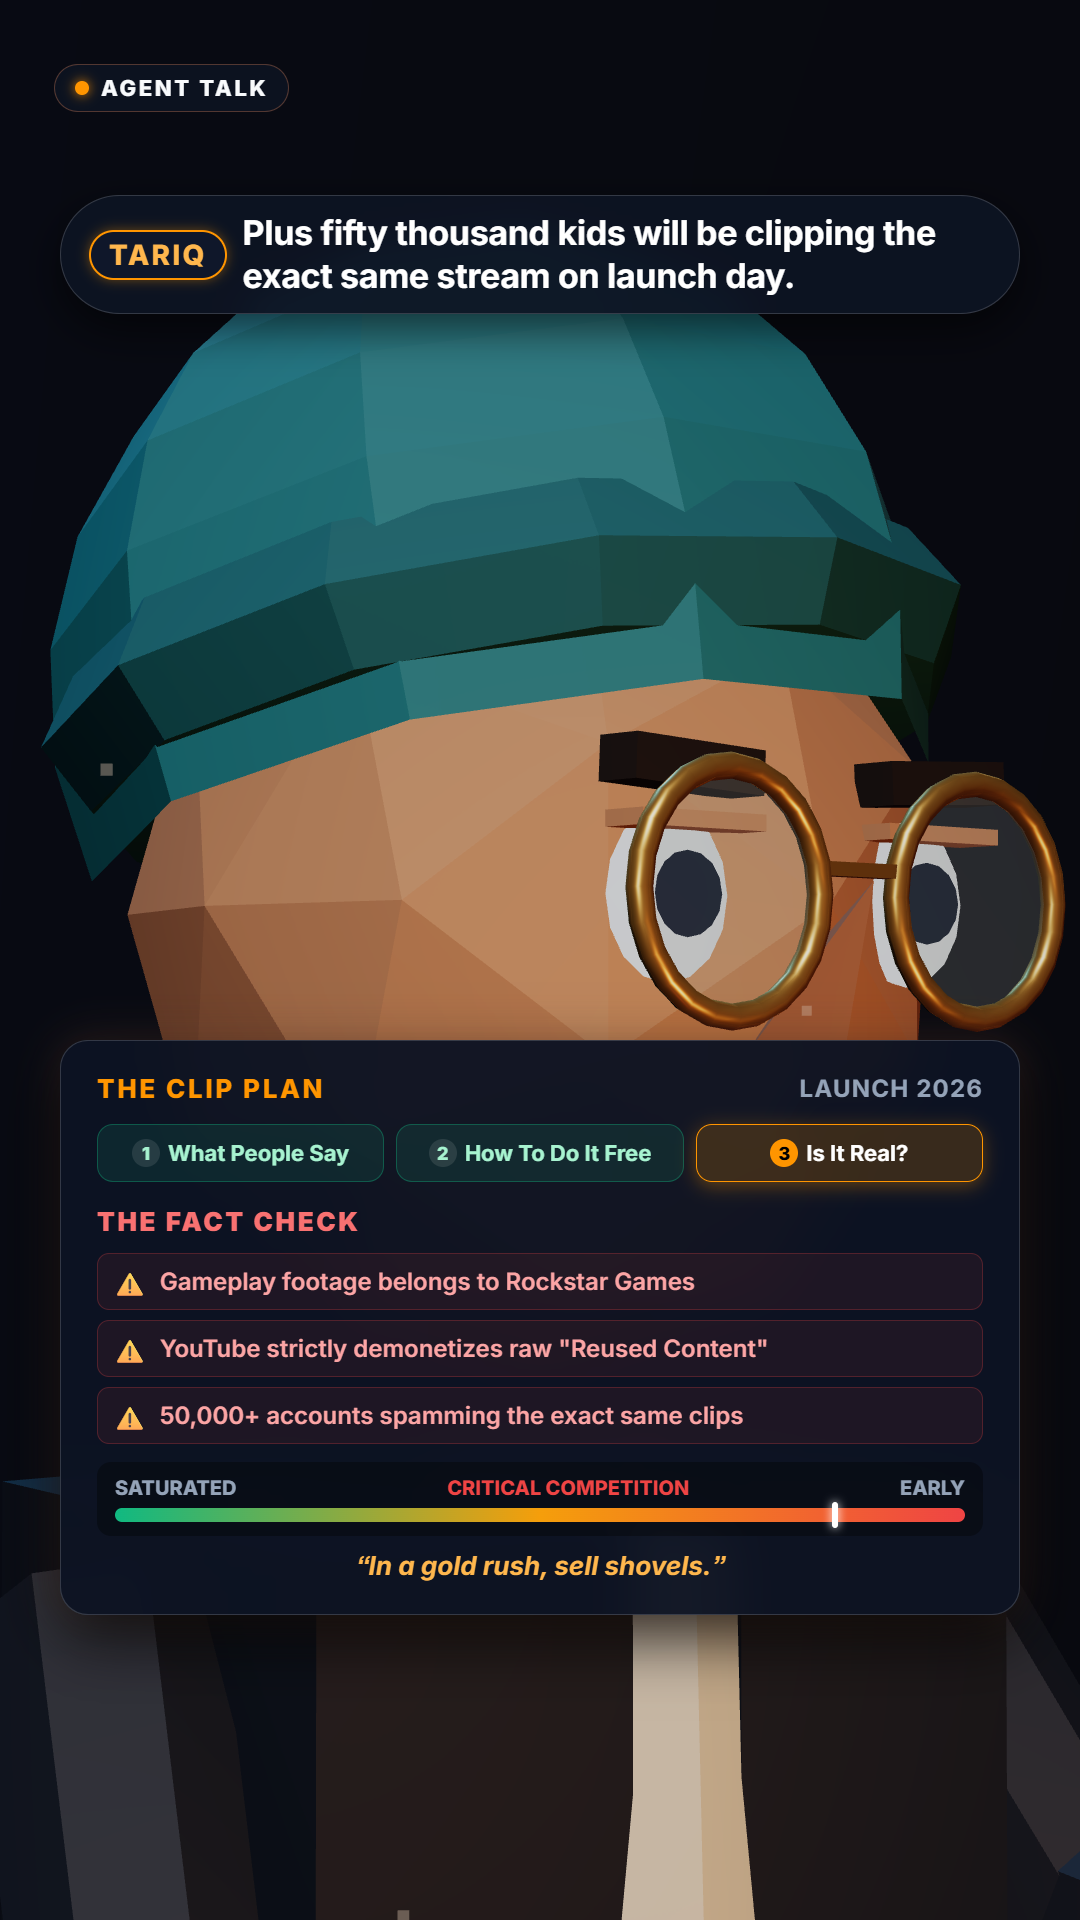 AGENT TALK
TARIQ
Plus fifty thousand kids will be clipping the
exact same stream on launch day.
THE CLIP PLAN
LAUNCH 2026
1 What People Say
2 How To Do It Free
3 Is It Real?
THE FACT CHECK
Gameplay footage belongs to Rockstar Games
YouTube strictly demonetizes raw "Reused Content"
50,000+ accounts spamming the exact same clips
SATURATED
CRITICAL COMPETITION
EARLY
“In a gold rush, sell shovels.”